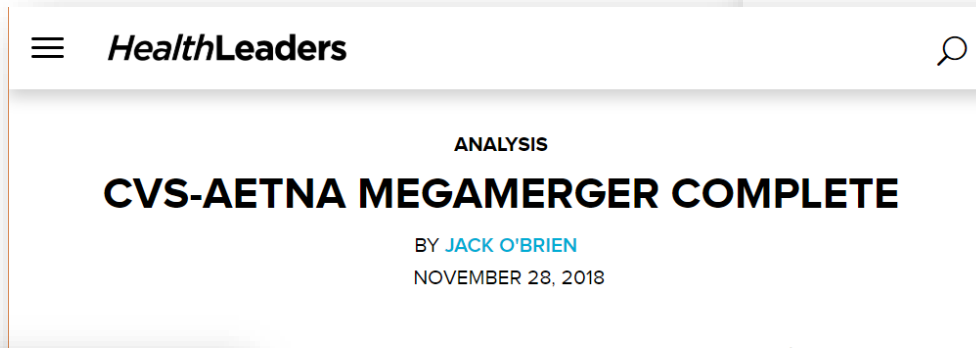 HealthLeaders
ANALYSIS
CVS-AETNA MEGAMERGER COMPLETE
BY JACK O'BRIEN
NOVEMBER 28, 2018